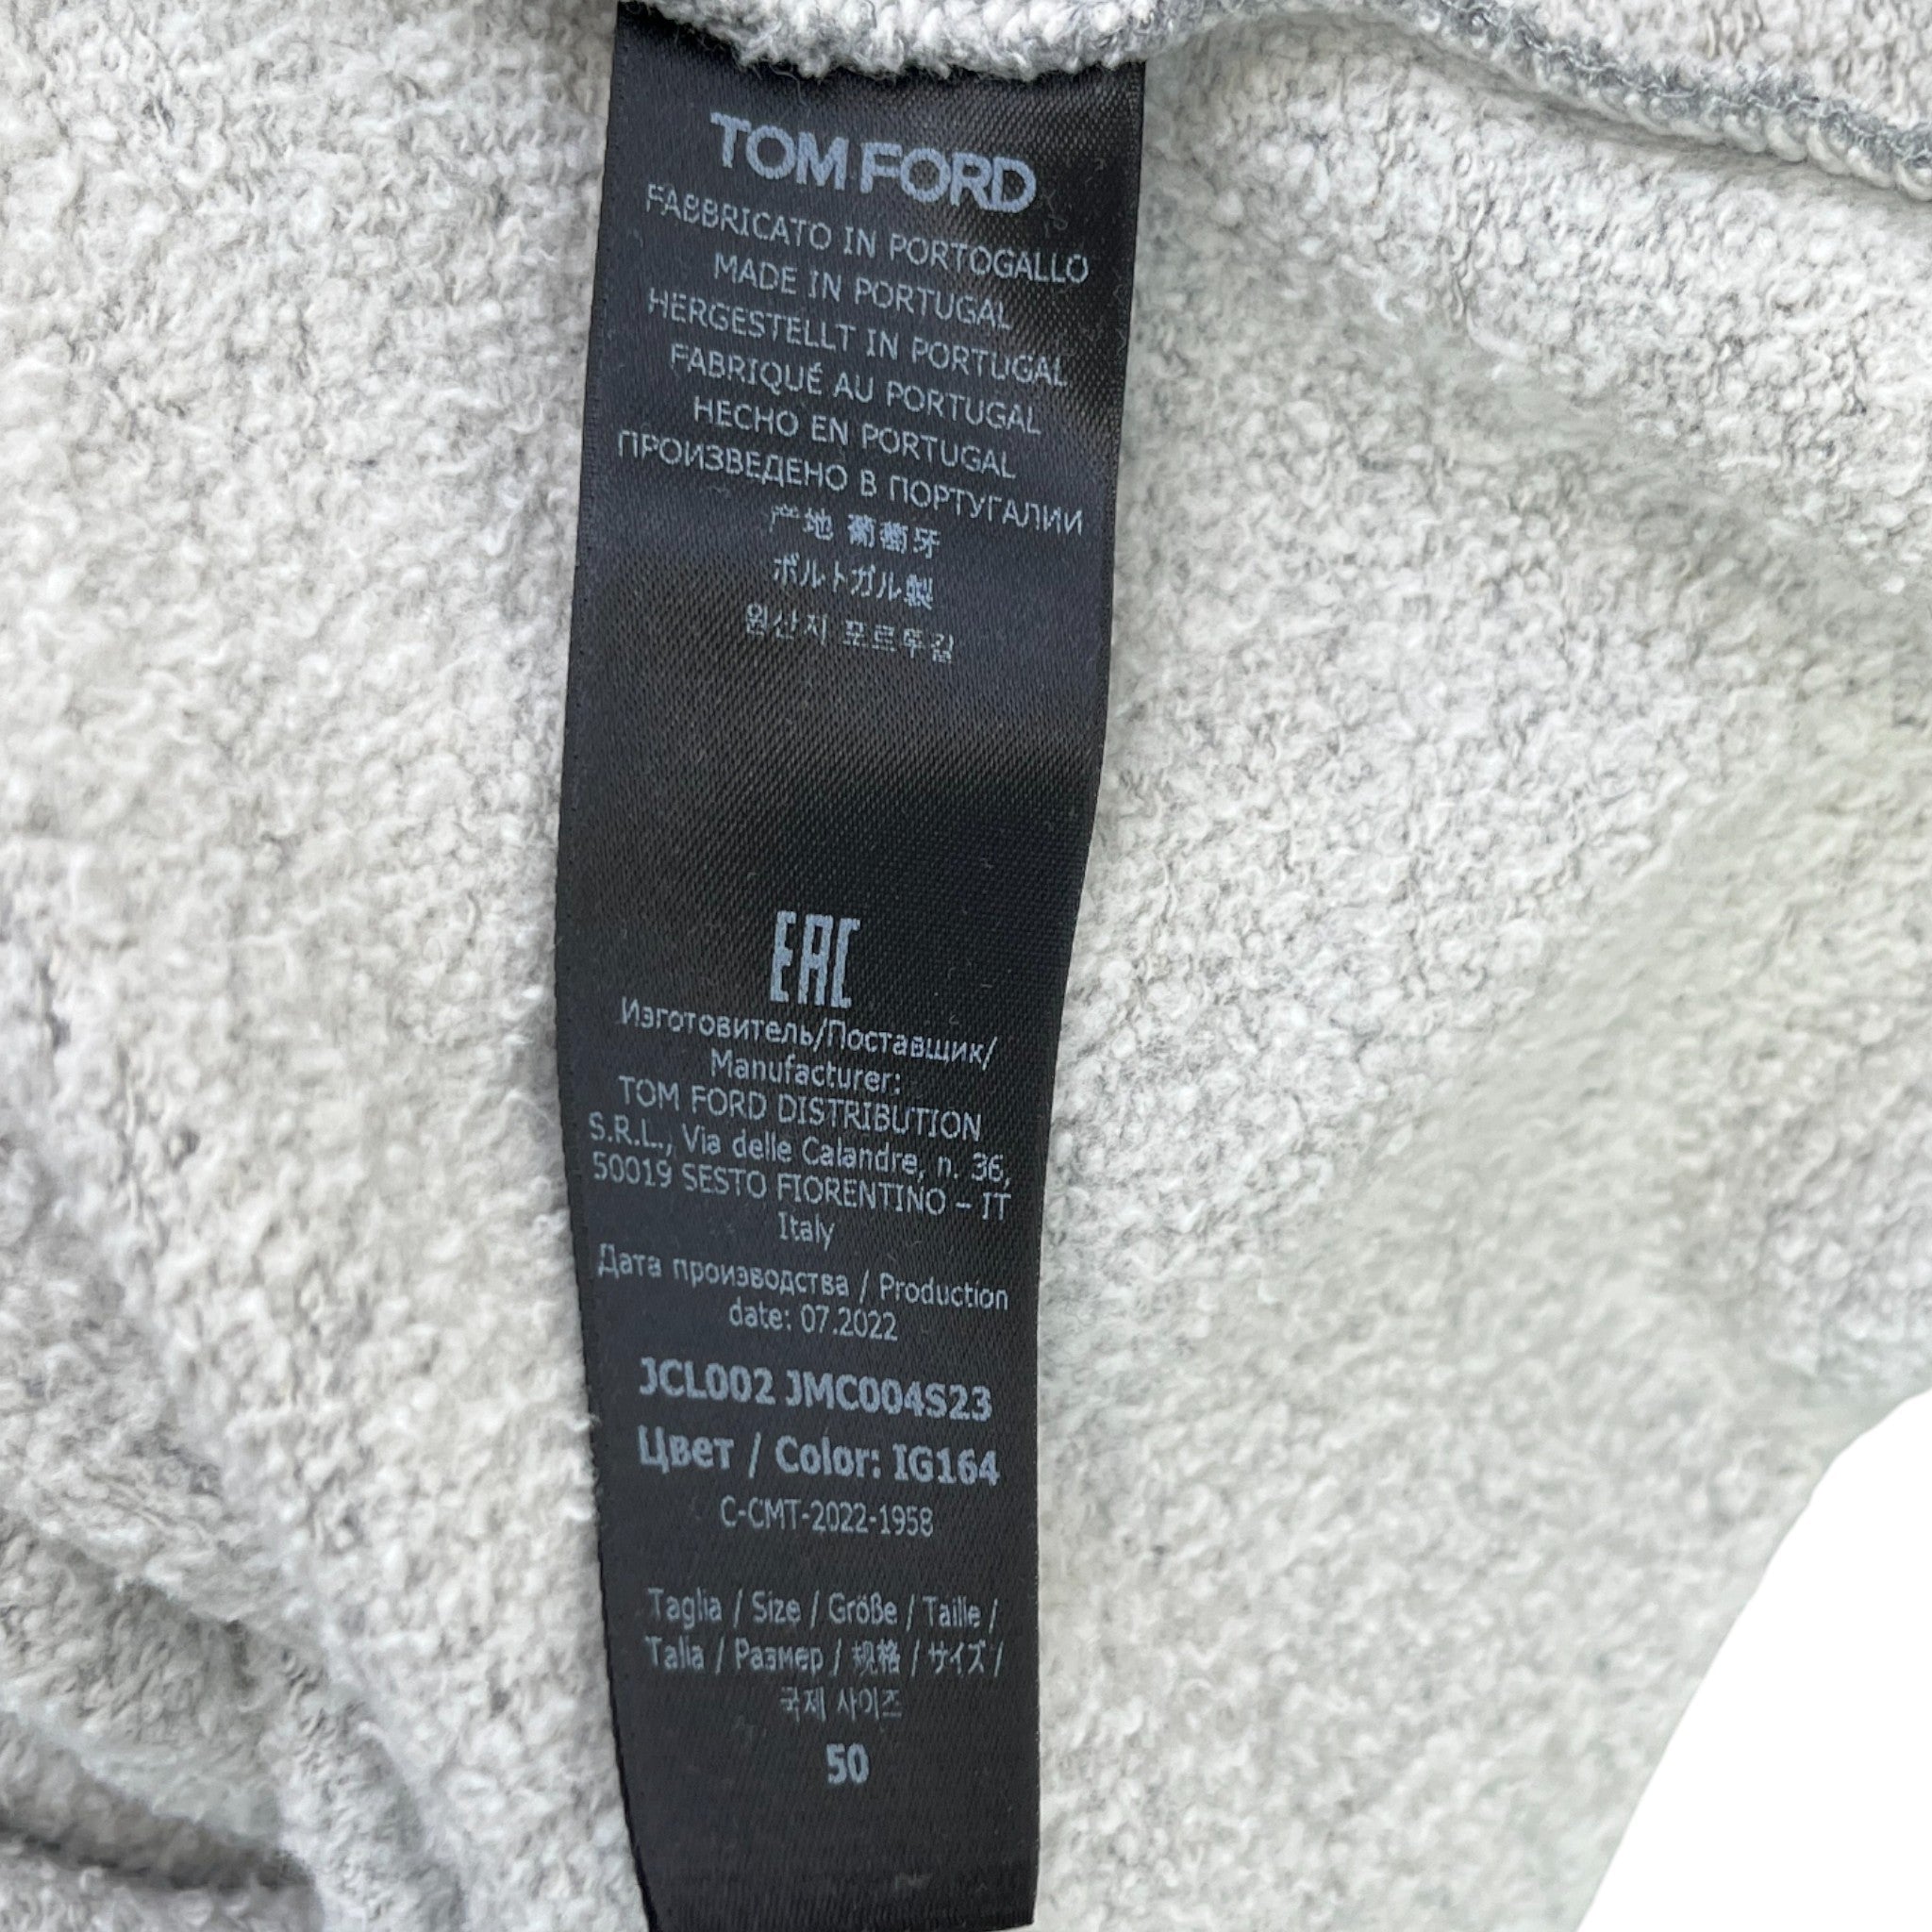 TOM FORD
FABBRICATO IN PORTOGALLO
MADE IN PORTUGAL
HERGESTELLT IN PORTUGAL
FABRIQUÉ AU PORTUGAL
HECHO EN PORTUGAL
ПРОИЗВЕДЕНО В ПОРТУГАЛИИ
产地 葡萄牙
ポルトガル製
원산지 포르투갈
EAC
Изготовитель/Поставщик/
Manufacturer:
TOM FORD DISTRIBUTION
S.R.L., Via delle Calandre, n. 36,
50019 SESTO FIORENTINO – IT
Italy
Дата производства / Production
date: 07.2022
JCL002 JMC004S23
Цвет / Color: IG164
C-CMT-2022-1958
Taglia / Size / Größe / Taille /
Talla / Размер / 规格 / サイズ /
국제 사이즈
50